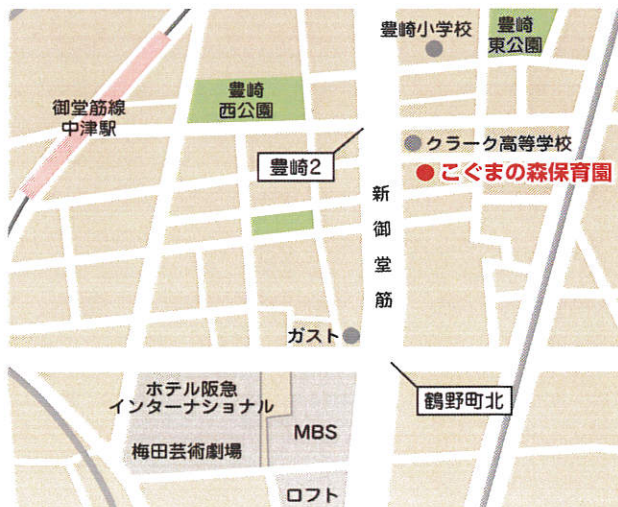 豊崎小学校
豊崎
東公園
御堂筋線
中津駅
豊崎
西公園
クラーク高等学校
豊崎2
こぐまの森保育園
新御堂筋
ガスト
鶴野町北
ホテル阪急
インターナショナル
MBS
梅田芸術劇場
ロフト